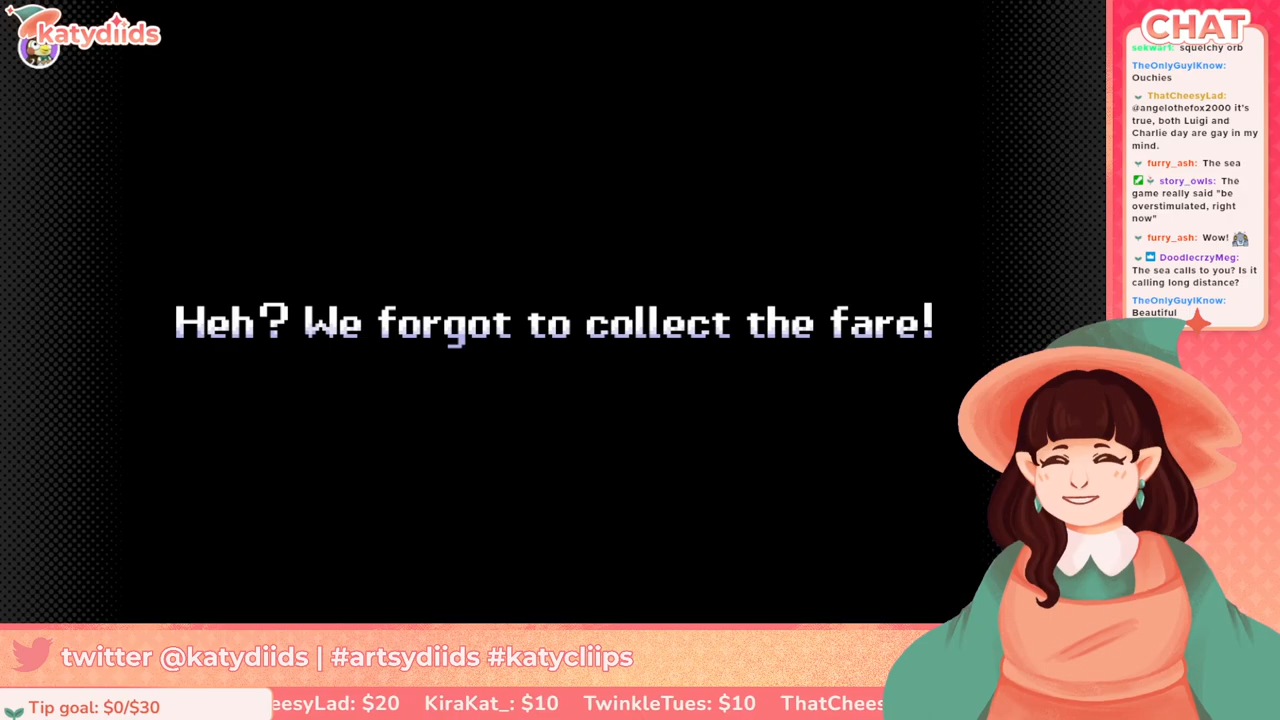 katydiids
CHAT
sekwar1: squelchy orb
TheOnlyGuyIKnow:
Ouchies
ThatCheesyLad:
@angelothefox2000 it's
true, both Luigi and
Charlie day are gay in my
mind.
furry_ash: The sea
story_owls: The
game really said "be
overstimulated, right
now"
furry_ash: Wow!
DoodlecrzyMeg:
The sea calls to you? Is it
calling long distance?
TheOnlyGuyIKnow:
Beautiful
Heh? We forgot to collect the fare!
twitter @katydiids | #artsydiids #katycliips
Tip goal: $0/$30
eesyLad: $20 KiraKat_: $10 TwinkleTues: $10 ThatChees